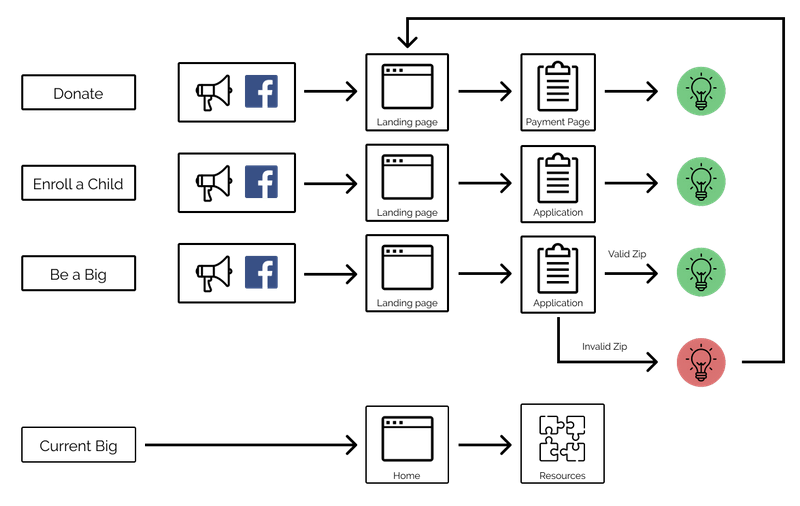 Donate
Landing page
Payment Page
Enroll a Child
Landing page
Application
Be a Big
Landing page
Application
Valid Zip
Invalid Zip
Current Big
Home
Resources